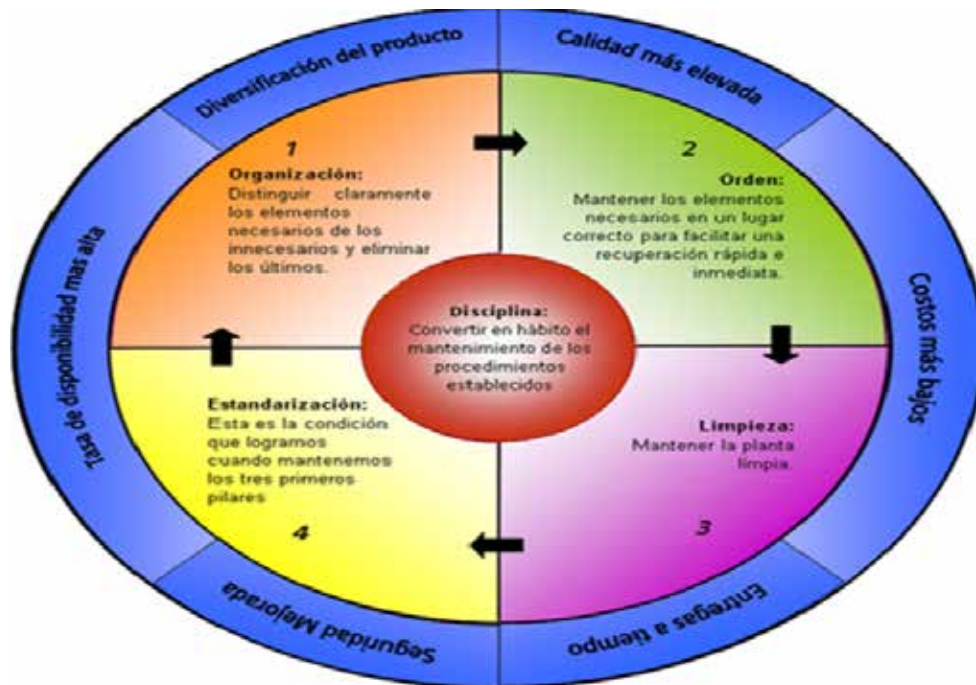 Diversificación del producto
Calidad más elevada
Costos más bajos
Entregas a tiempo
Seguridad Mejorada
Tasa de disponibilidad mas alta
1
Organización:
Distinguir claramente
los elementos
necesarios de los
innecesarios y eliminar
los últimos.
2
Orden:
Mantener los elementos
necesarios en un lugar
correcto para facilitar una
recuperación rápida e
inmediata.
Disciplina:
Convertir en hábito el
mantenimiento de los
procedimientos
establecidos
Limpieza:
Mantener la planta
limpia.
3
Estandarización:
Esta es la condición
que logramos
cuando mantenemos
los tres primeros
pilares
4